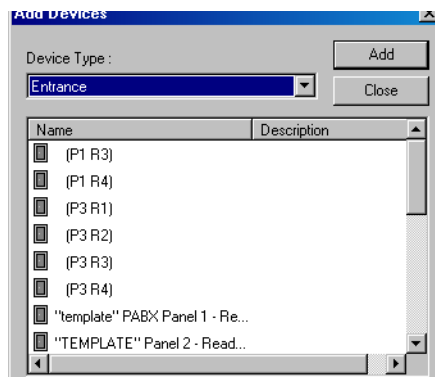 Add Devices
Device Type :
Add
Entrance
Close
Name Description
(P1 R3)
(P1 R4)
(P3 R1)
(P3 R2)
(P3 R3)
(P3 R4)
"template" PABX Panel 1 - Re...
"TEMPLATE" Panel 2 - Read...